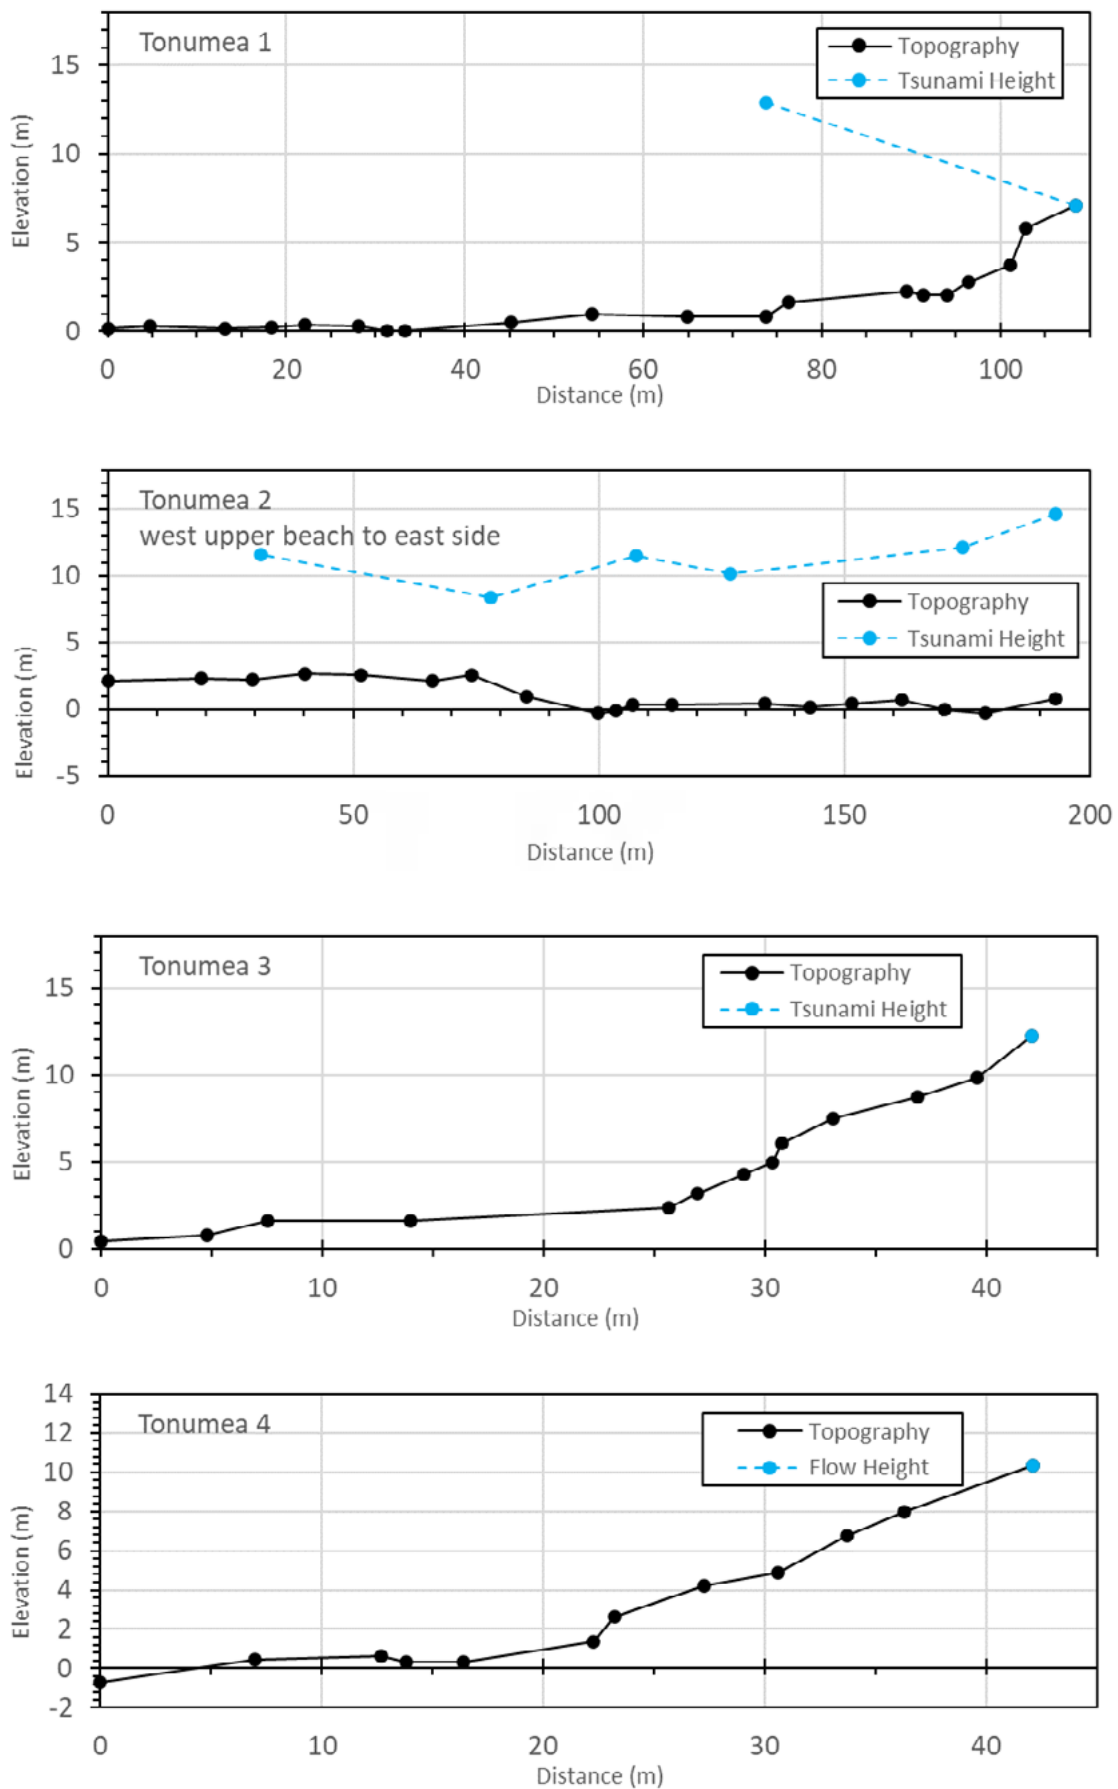 Tonumea 1
Topography
Tsunami Height
15
10
5
0
Elevation (m)
0 20 40 60 80 100
Distance (m)
Tonumea 2
west upper beach to east side
Topography
Tsunami Height
15
10
5
0
-5
Elevation (m)
0 50 100 150 200
Distance (m)
Tonumea 3
Topography
Tsunami Height
15
10
5
0
Elevation (m)
0 10 20 30 40
Distance (m)
Tonumea 4
Topography
Flow Height
14
12
10
8
6
4
2
0
-2
Elevation (m)
0 10 20 30 40
Distance (m)